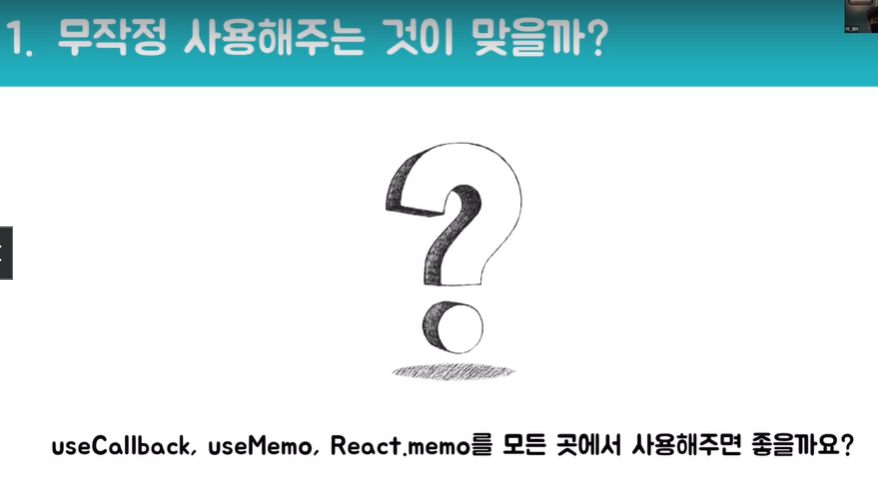 1. 무작정 사용해주는 것이 맞을까?
useCallback, useMemo, React.memo를 모든 곳에서 사용해주면 좋을까요?